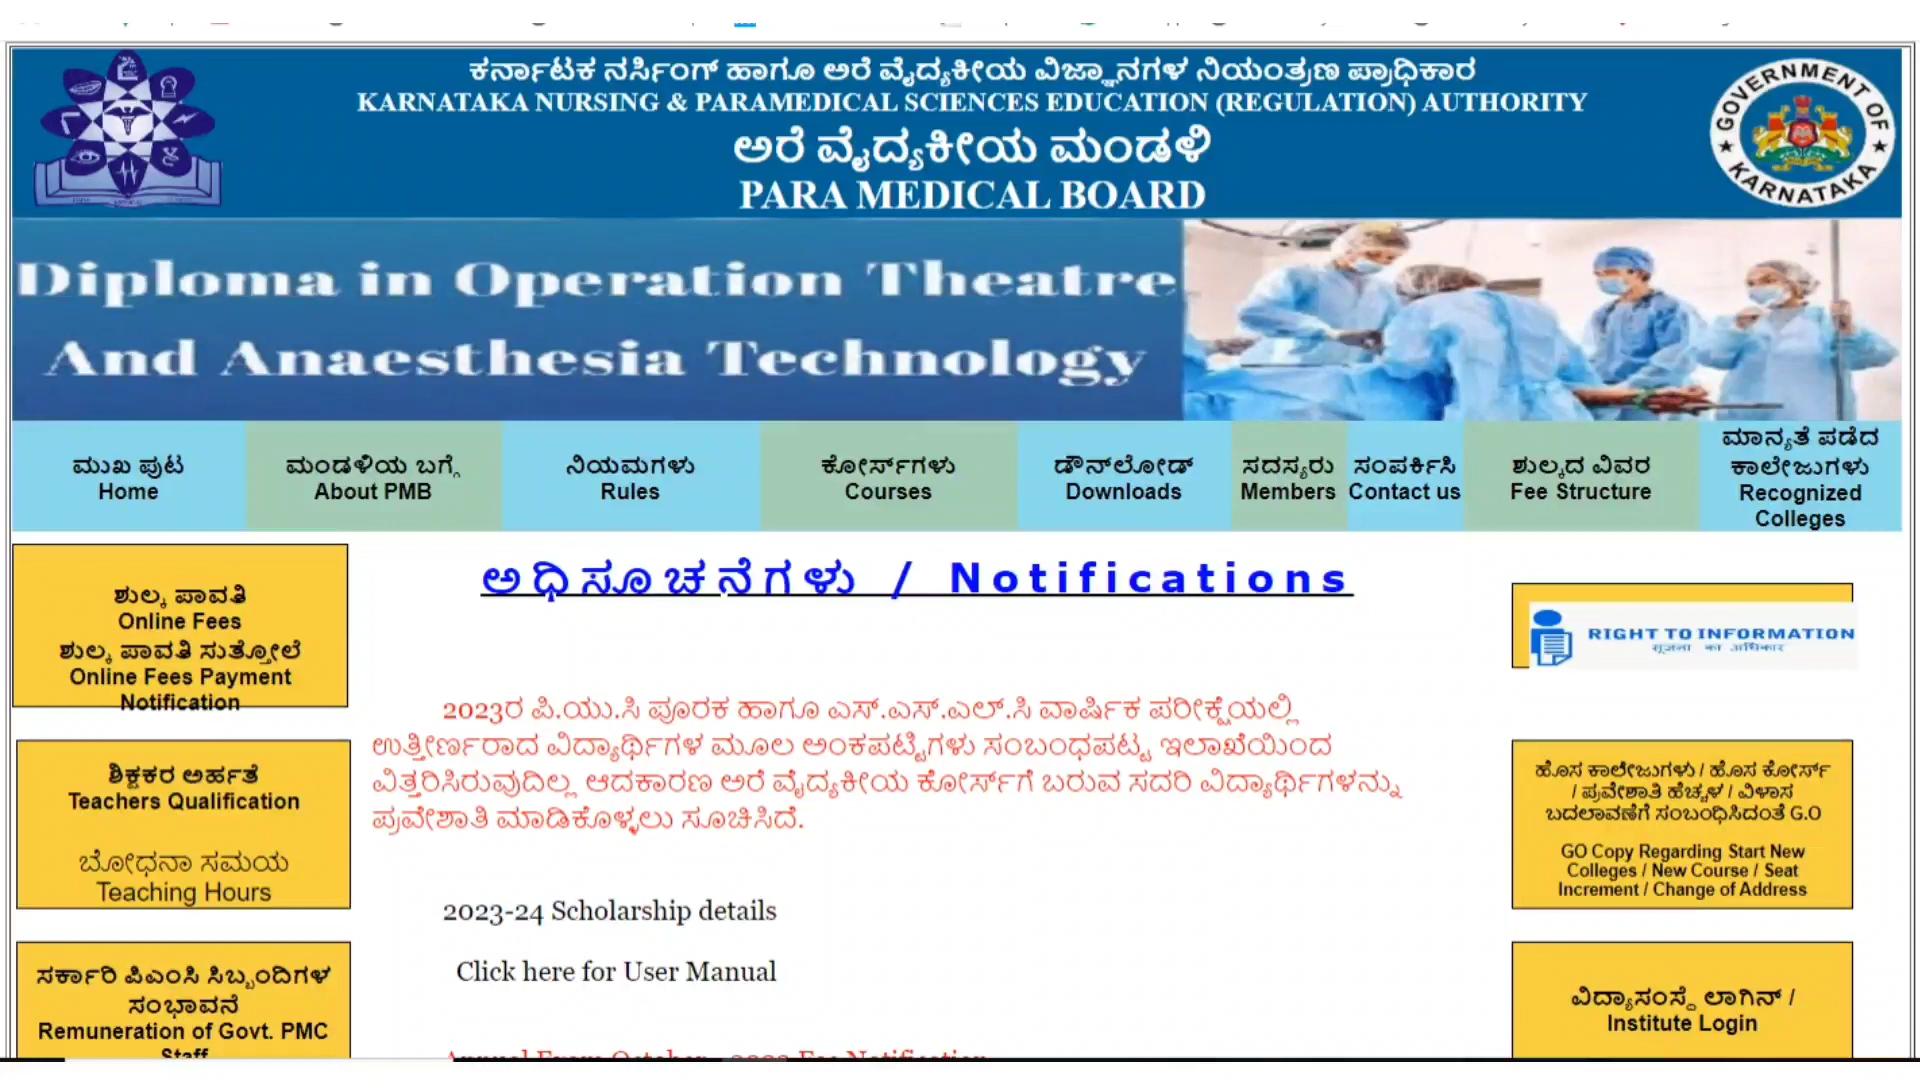 ಕರ್ನಾಟಕ ನರ್ಸಿಂಗ್ ಹಾಗೂ ಅರೆ ವೈದ್ಯಕೀಯ ವಿಜ್ಞಾನಗಳ ನಿಯಂತ್ರಣ ಪ್ರಾಧಿಕಾರ
KARNATAKA NURSING & PARAMEDICAL SCIENCES EDUCATION (REGULATION) AUTHORITY
ಅರೆ ವೈದ್ಯಕೀಯ ಮಂಡಳಿ
PARA MEDICAL BOARD
GOVERNMENT OF
KARNATAKA
Diploma in Operation Theatre
And Anaesthesia Technology
ಮುಖ ಪುಟ
Home
ಮಂಡಳಿಯ ಬಗ್ಗೆ
About PMB
ನಿಯಮಗಳು
Rules
ಕೋರ್ಸ್‌ಗಳು
Courses
ಡೌನ್‌ಲೋಡ್
Downloads
ಸದಸ್ಯರು
Members
ಸಂಪರ್ಕಿಸಿ
Contact us
ಶುಲ್ಕದ ವಿವರ
Fee Structure
ಮಾನ್ಯತೆ ಪಡೆದ
ಕಾಲೇಜುಗಳು
Recognized
Colleges
ಶುಲ್ಕ ಪಾವತಿ
Online Fees
ಶುಲ್ಕ ಪಾವತಿ ಸುತ್ತೋಲೆ
Online Fees Payment
Notification
ಶಿಕ್ಷಕರ ಅರ್ಹತೆ
Teachers Qualification
ಬೋಧನಾ ಸಮಯ
Teaching Hours
ಸರ್ಕಾರಿ ಪಿಎಂಸಿ ಸಿಬ್ಬಂದಿಗಳ
ಸಂಭಾವನೆ
Remuneration of Govt. PMC
Staff
ಅಧಿಸೂಚನೆಗಳು / Notifications
2023ರ ಪಿ.ಯು.ಸಿ ಪೂರಕ ಹಾಗೂ ಎಸ್.ಎಸ್.ಎಲ್.ಸಿ ವಾರ್ಷಿಕ ಪರೀಕ್ಷೆಯಲ್ಲಿ
ಉತ್ತೀರ್ಣರಾದ ವಿದ್ಯಾರ್ಥಿಗಳ ಮೂಲ ಅಂಕಪಟ್ಟಿಗಳು ಸಂಬಂಧಪಟ್ಟ ಇಲಾಖೆಯಿಂದ
ವಿತ್ತರಿಸಿರುವುದಿಲ್ಲ ಆದಕಾರಣ ಅರೆ ವೈದ್ಯಕೀಯ ಕೋರ್ಸ್‌ಗೆ ಬರುವ ಸದರಿ ವಿದ್ಯಾರ್ಥಿಗಳನ್ನು
ಪ್ರವೇಶಾತಿ ಮಾಡಿಕೊಳ್ಳಲು ಸೂಚಿಸಿದೆ.
2023-24 Scholarship details
Click here for User Manual
RIGHT TO INFORMATION
सूचना का अधिकार
ಹೊಸ ಕಾಲೇಜುಗಳು / ಹೊಸ ಕೋರ್ಸ್
/ ಪ್ರವೇಶಾತಿ ಹೆಚ್ಚಳ / ವಿಳಾಸ
ಬದಲಾವಣೆಗೆ ಸಂಬಂಧಿಸಿದಂತೆ G.O
GO Copy Regarding Start New
Colleges / New Course / Seat
Increment / Change of Address
ವಿದ್ಯಾಸಂಸ್ಥೆ ಲಾಗಿನ್ /
Institute Login